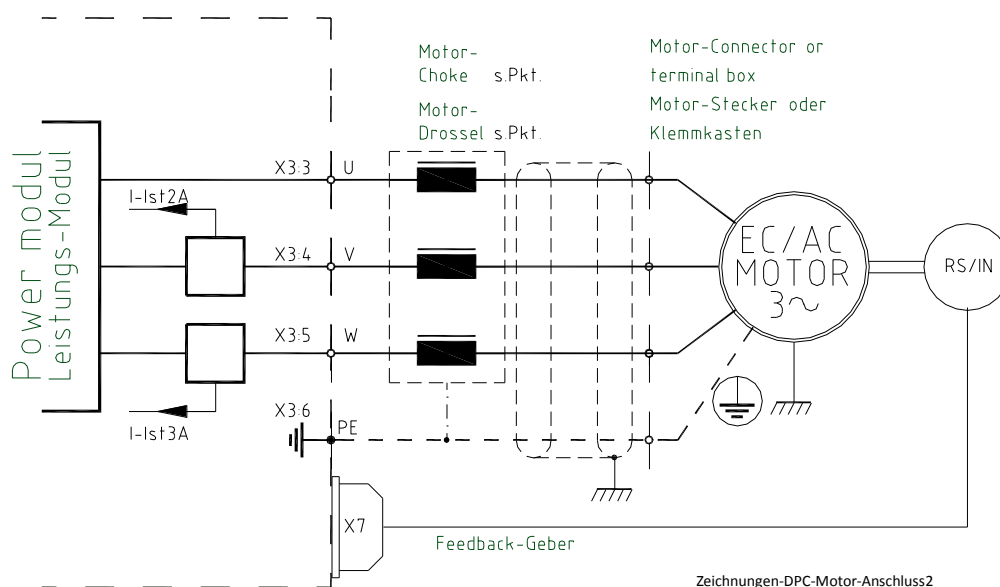 Motor-
Choke s.Pkt.
Motor-
Drossel s.Pkt.
Motor-Connector or
terminal box
Motor-Stecker oder
Klemmkasten
Power modul
Leistungs-Modul
X3:3 U
I-Ist2A
X3:4 V
X3:5 W
I-Ist3A
X3:6
PE
EC/AC
MOTOR
3~
RS/IN
X7
Feedback-Geber
Zeichnungen-DPC-Motor-Anschluss2